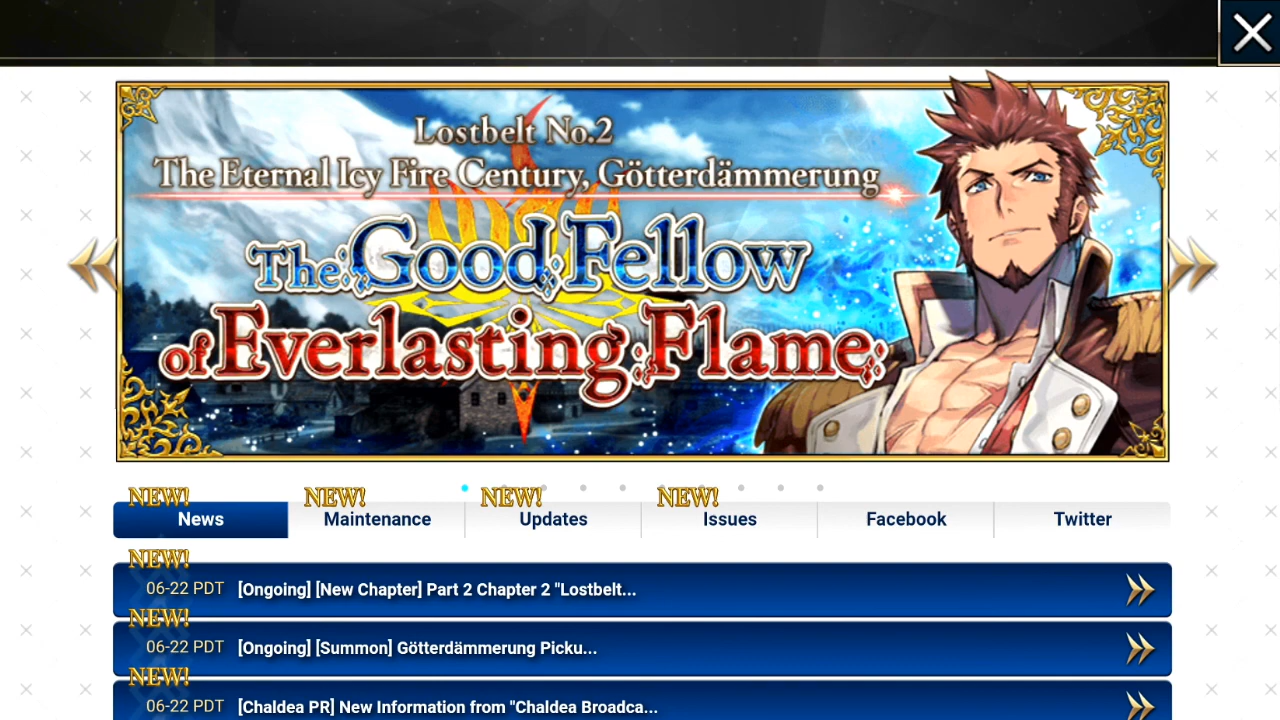 Lostbelt No.2
The Eternal Icy Fire Century, Götterdämmerung
The Good Fellow
of Everlasting Flame
NEW! NEW! NEW! NEW!
News Maintenance Updates Issues Facebook Twitter
NEW!
06-22 PDT [Ongoing] [New Chapter] Part 2 Chapter 2 "Lostbelt...
NEW!
06-22 PDT [Ongoing] [Summon] Götterdämmerung Picku...
NEW!
06-22 PDT [Chaldea PR] New Information from "Chaldea Broadca...